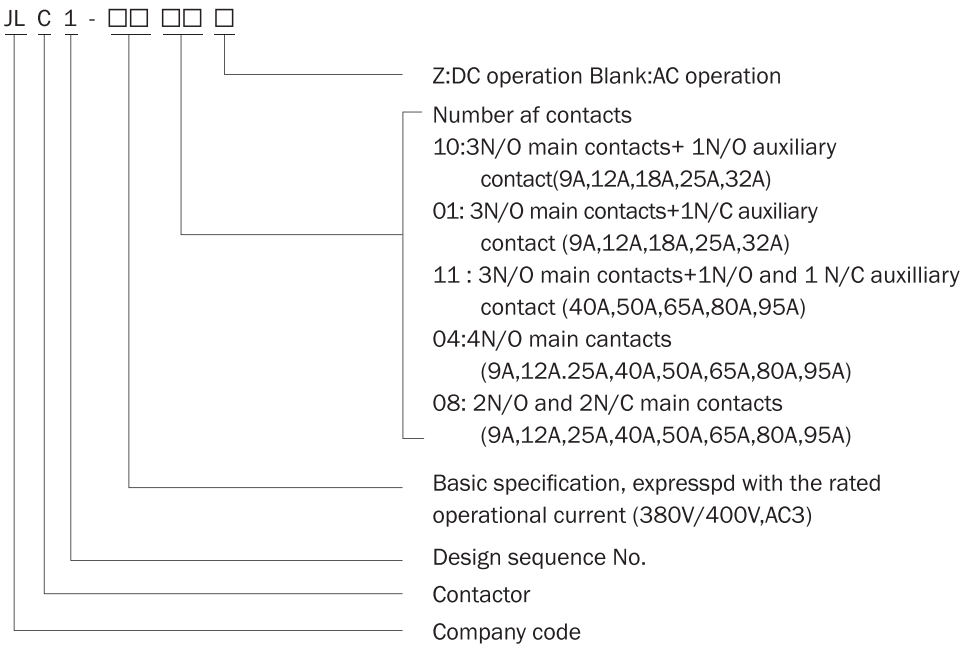 JL C 1 - □□ □□ □
Z:DC operation Blank:AC operation
Number af contacts
10:3N/O main contacts+ 1N/O auxiliary
contact(9A,12A,18A,25A,32A)
01: 3N/O main contacts+1N/C auxiliary
contact (9A,12A,18A,25A,32A)
11 : 3N/O main contacts+1N/O and 1 N/C auxilliary
contact (40A,50A,65A,80A,95A)
04:4N/O main cantacts
(9A,12A.25A,40A,50A,65A,80A,95A)
08: 2N/O and 2N/C main contacts
(9A,12A,25A,40A,50A,65A,80A,95A)
Basic specification, expresspd with the rated
operational current (380V/400V,AC3)
Design sequence No.
Contactor
Company code